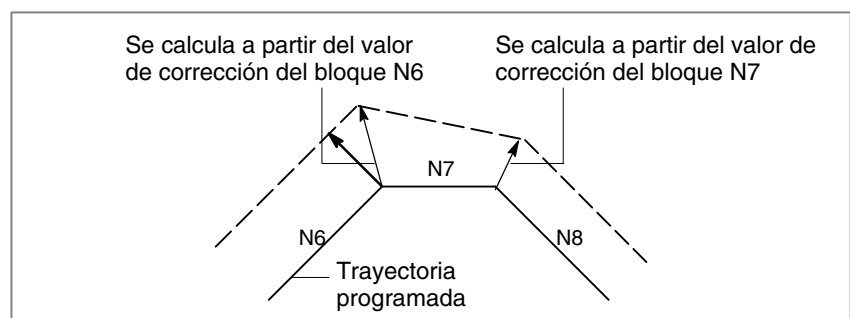 Se calcula a partir del valor
de corrección del bloque N6
Se calcula a partir del valor de
corrección del bloque N7
N7
N6
N8
Trayectoria
programada